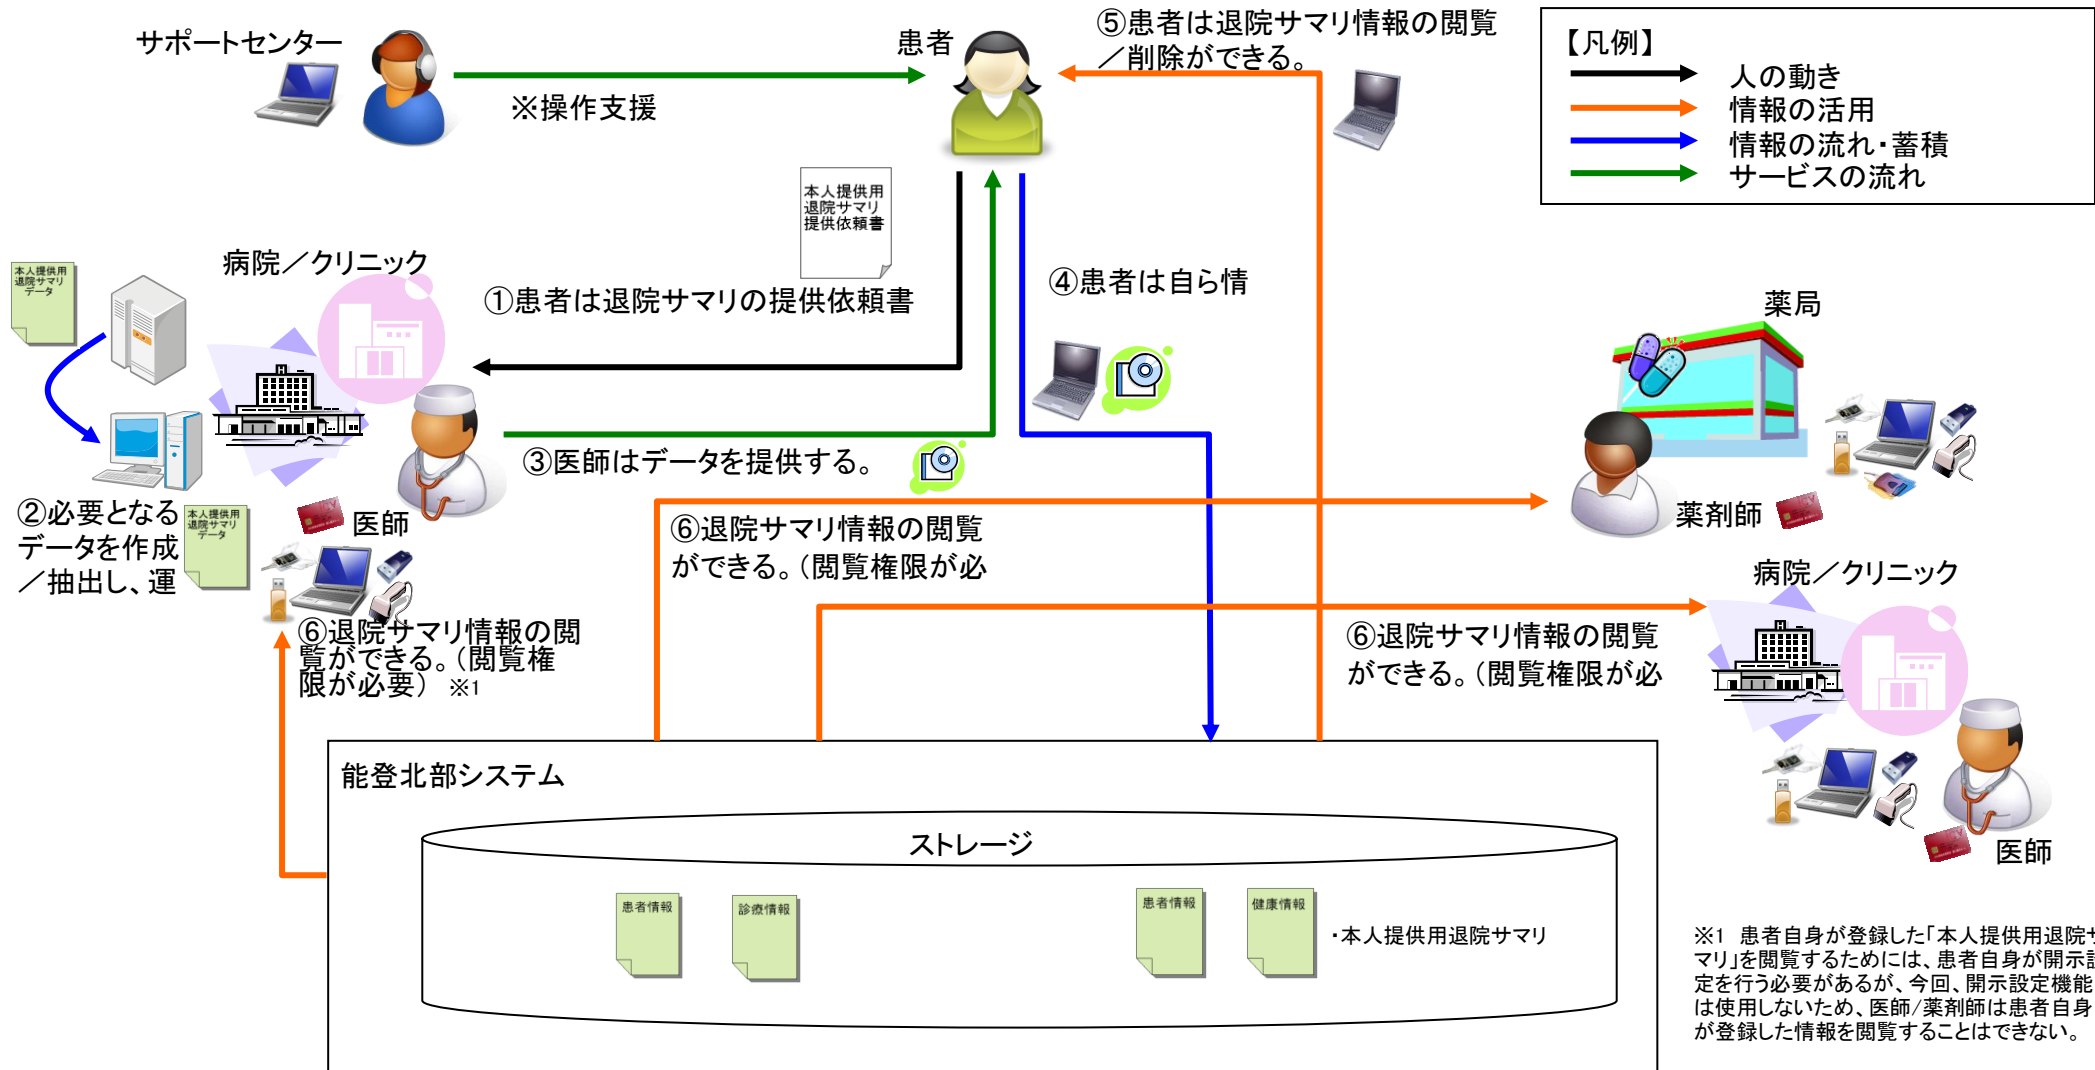 サポートセンター
※操作支援
患者
⑤患者は退院サマリ情報の閲覧
／削除ができる。
【凡例】
人の動き
情報の活用
情報の流れ・蓄積
サービスの流れ
本人提供用
退院サマリ
提供依頼書
本人提供用
退院サマリ
データ
病院／クリニック
①患者は退院サマリの提供依頼書
④患者は自ら情
薬局
③医師はデータを提供する。
②必要となる
データを作成
／抽出し、運
本人提供用
退院サマリ
データ
医師
⑥退院サマリ情報の閲覧
ができる。（閲覧権限が必
薬剤師
病院／クリニック
⑥退院サマリ情報の閲
覧ができる。（閲覧権
限が必要） ※1
⑥退院サマリ情報の閲覧
ができる。（閲覧権限が必
医師
能登北部システム
ストレージ
患者情報
診療情報
患者情報
健康情報
・本人提供用退院サマリ
※1 患者自身が登録した「本人提供用退院サ
マリ」を閲覧するためには、患者自身が開示設
定を行う必要があるが、今回、開示設定機能
は使用しないため、医師/薬剤師は患者自身
が登録した情報を閲覧することはできない。